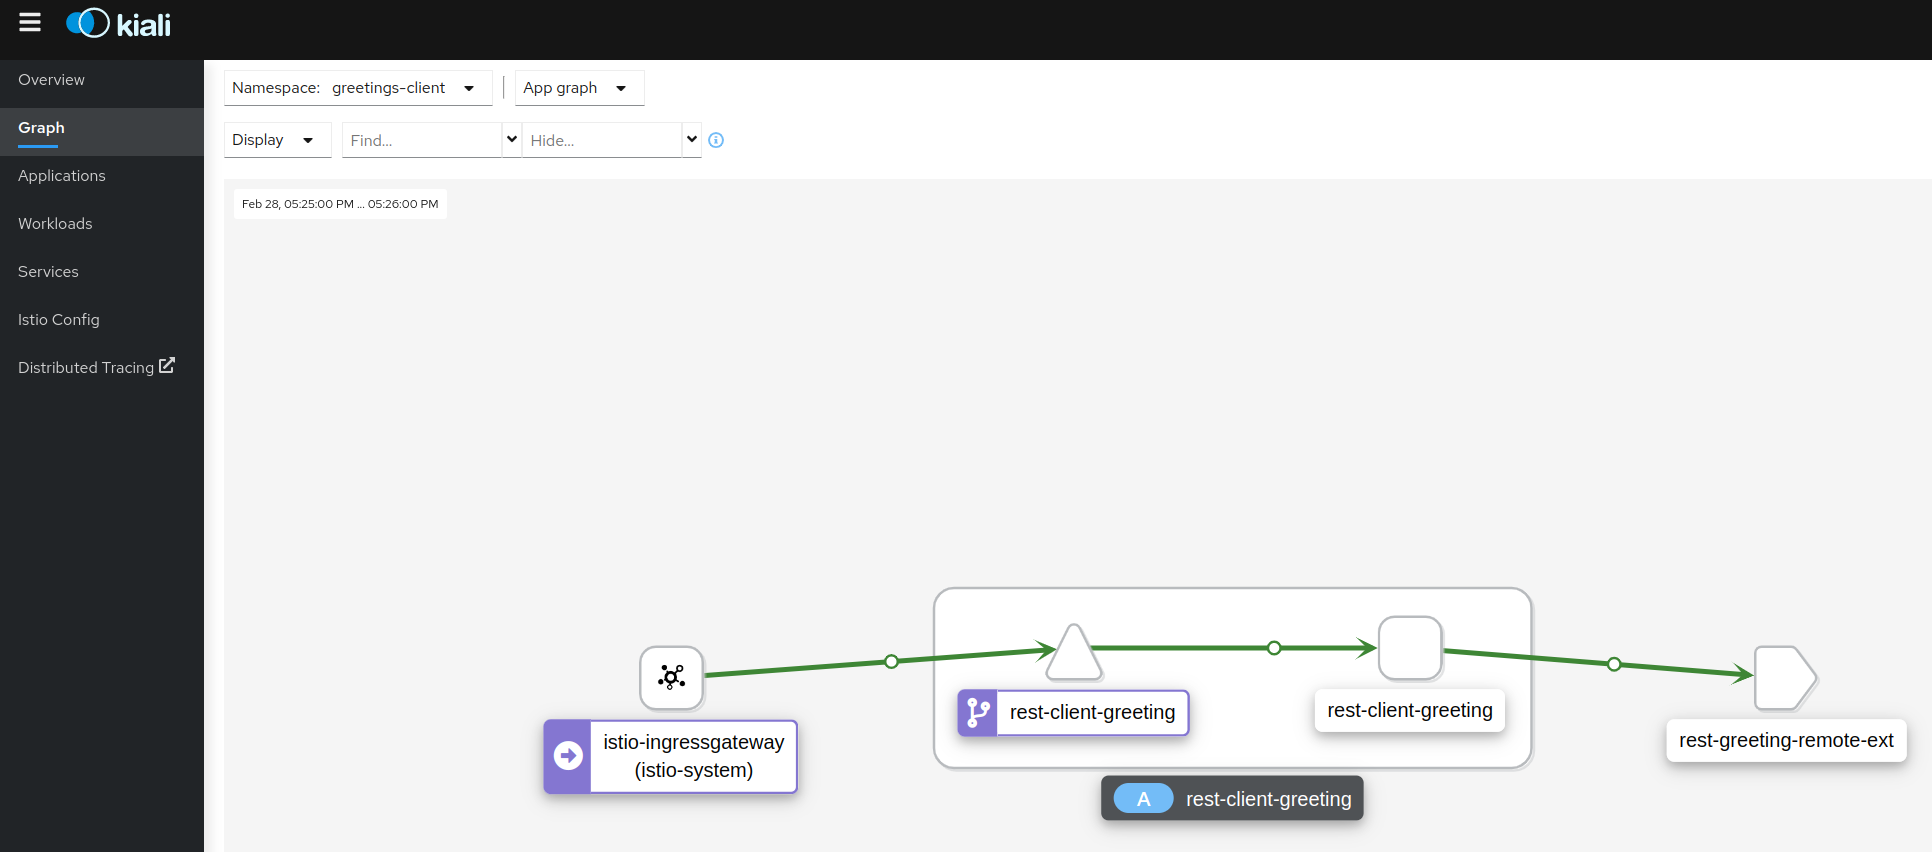 kiali
Overview
Graph
Applications
Workloads
Services
Istio Config
Distributed Tracing
Namespace: greetings-client
App graph
Display
Find...
Hide...
Feb 28, 05:25:00 PM ... 05:26:00 PM
istio-ingressgateway
(istio-system)
rest-client-greeting
rest-client-greeting
rest-greeting-remote-ext
A rest-client-greeting